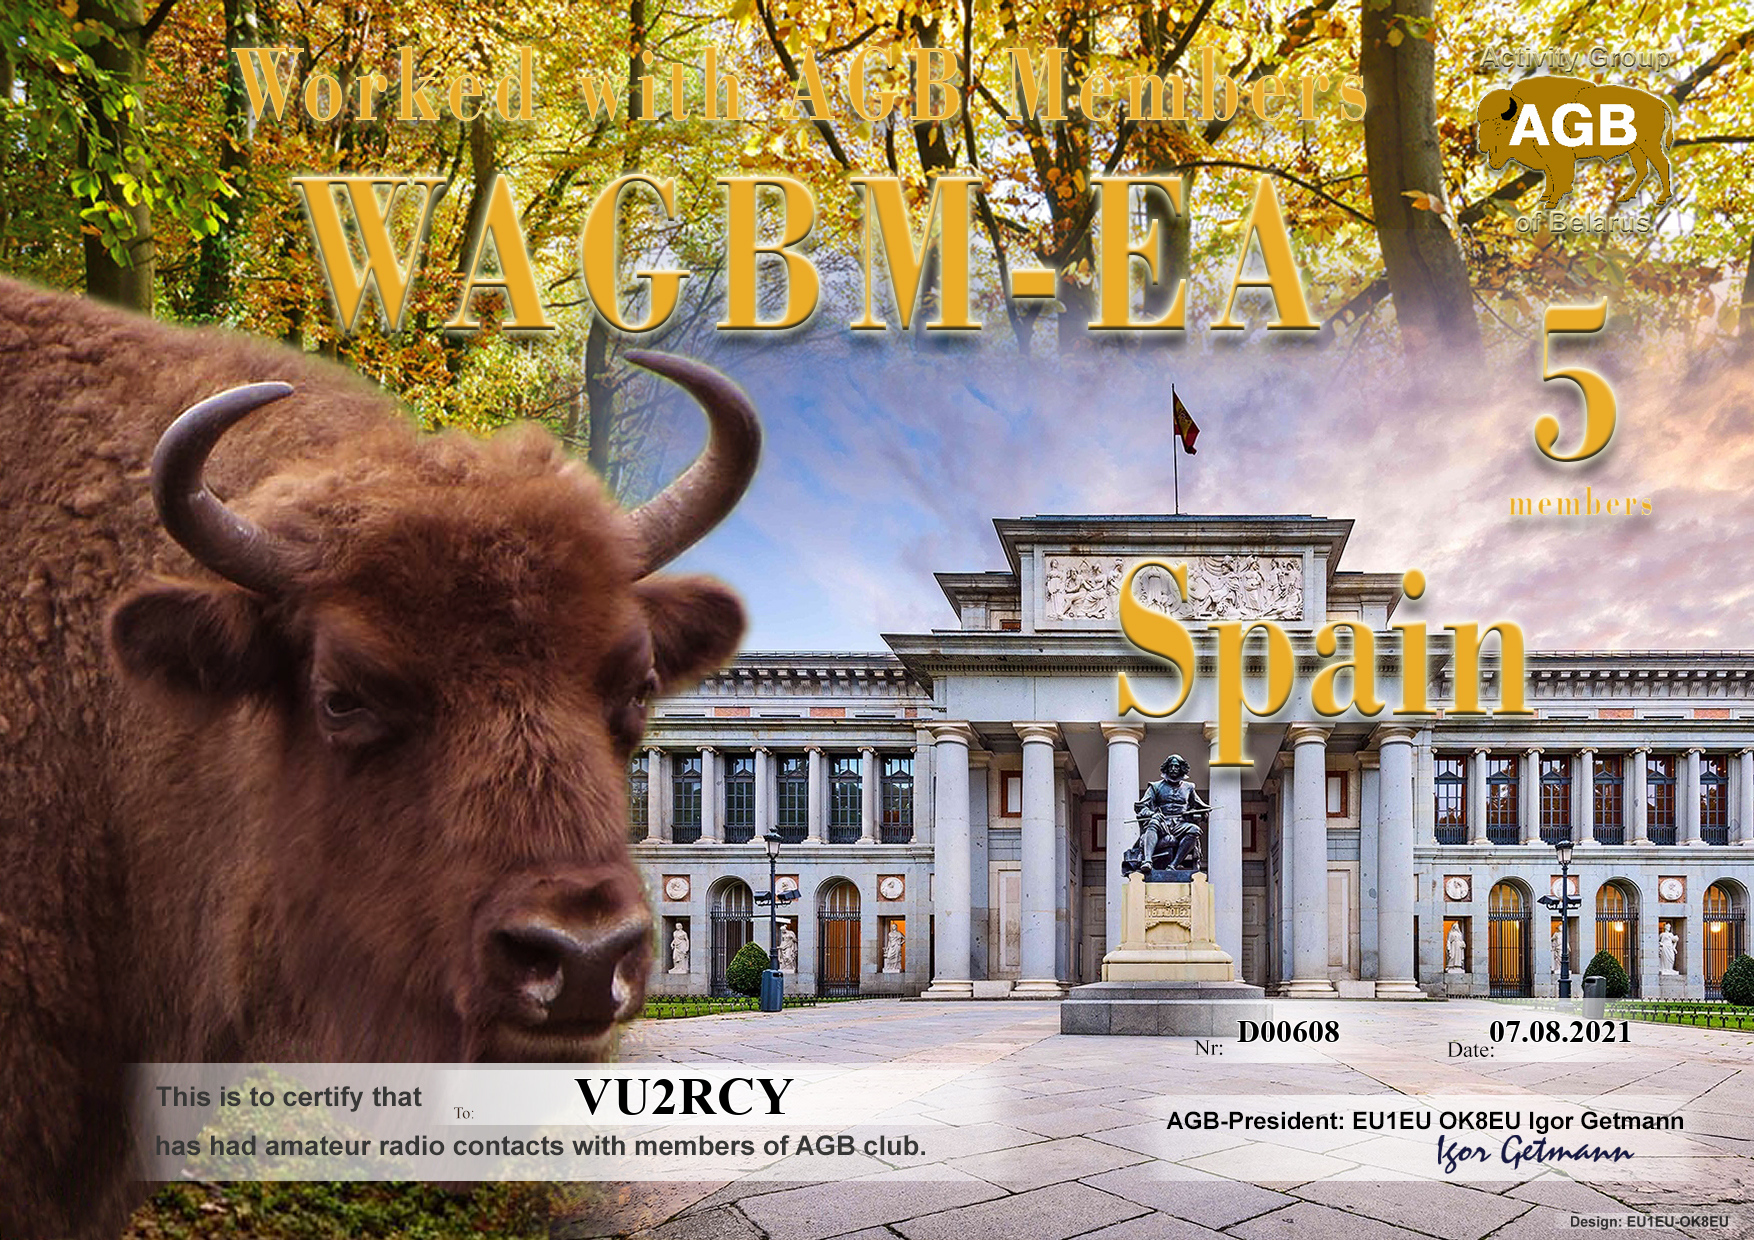 Worked with AGB Members
Activity Group
AGB
of Belarus
WAGBM-EA
5
members
Spain
Nr: D00608
Date: 07.08.2021
This is to certify that
To: VU2RCY
has had amateur radio contacts with members of AGB club.
AGB-President: EU1EU OK8EU Igor Getmann
Igor Getmann
Design: EU1EU-OK8EU